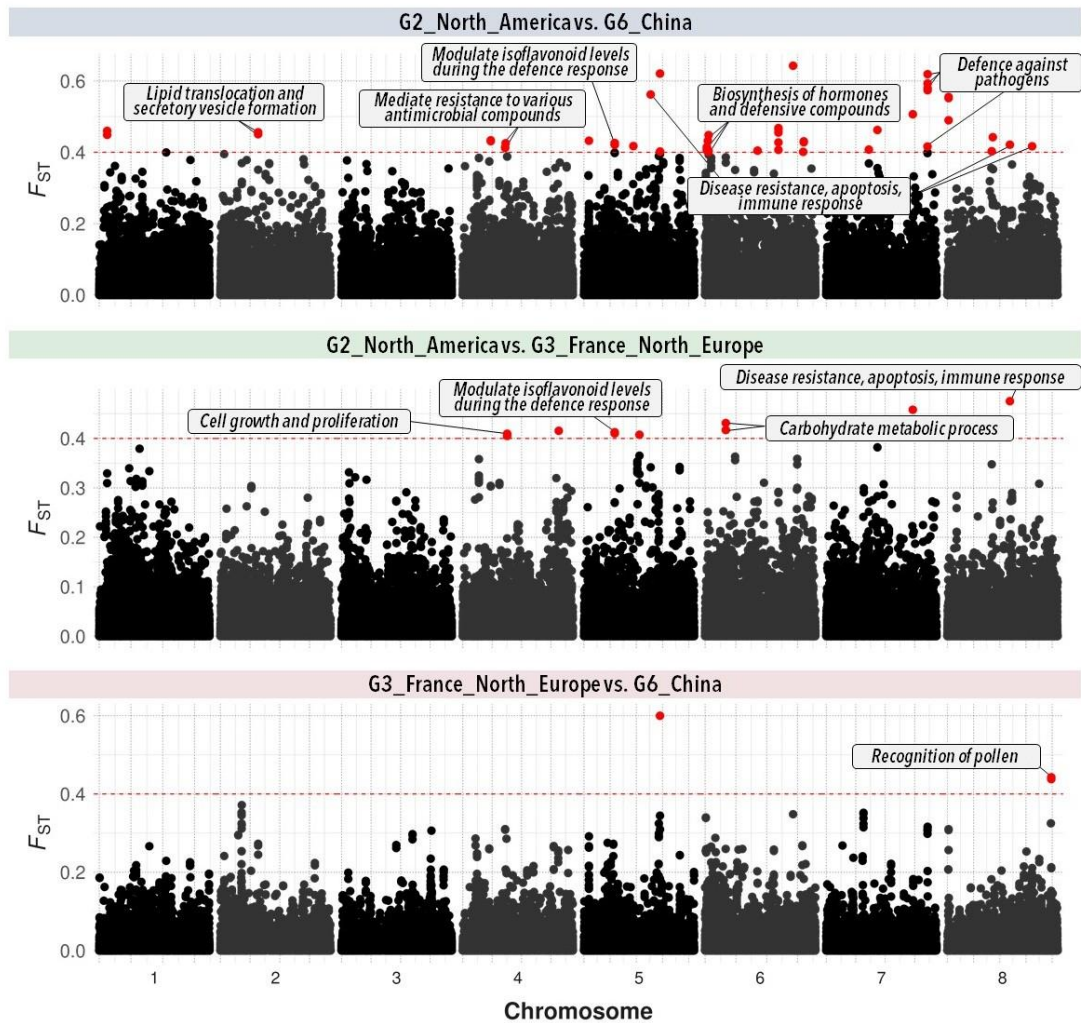 G2_North_America vs. G6_China
Modulate isoflavonoid levels
during the defence response
Defence against
pathogens
Lipid translocation and
secretory vesicle formation
Mediate resistance to various
antimicrobial compounds
Biosynthesis of hormones
and defensive compounds
Disease resistance, apoptosis,
immune response
0.6
0.4
0.2
0.0
FST
G2_North_America vs. G3_France_North_Europe
Disease resistance, apoptosis, immune response
Modulate isoflavonoid levels
during the defence response
Cell growth and proliferation
Carbohydrate metabolic process
0.4
0.3
0.2
0.1
0.0
FST
G3_France_North_Europe vs. G6_China
Recognition of pollen
0.6
0.4
0.2
0.0
FST
1 2 3 4 5 6 7 8
Chromosome